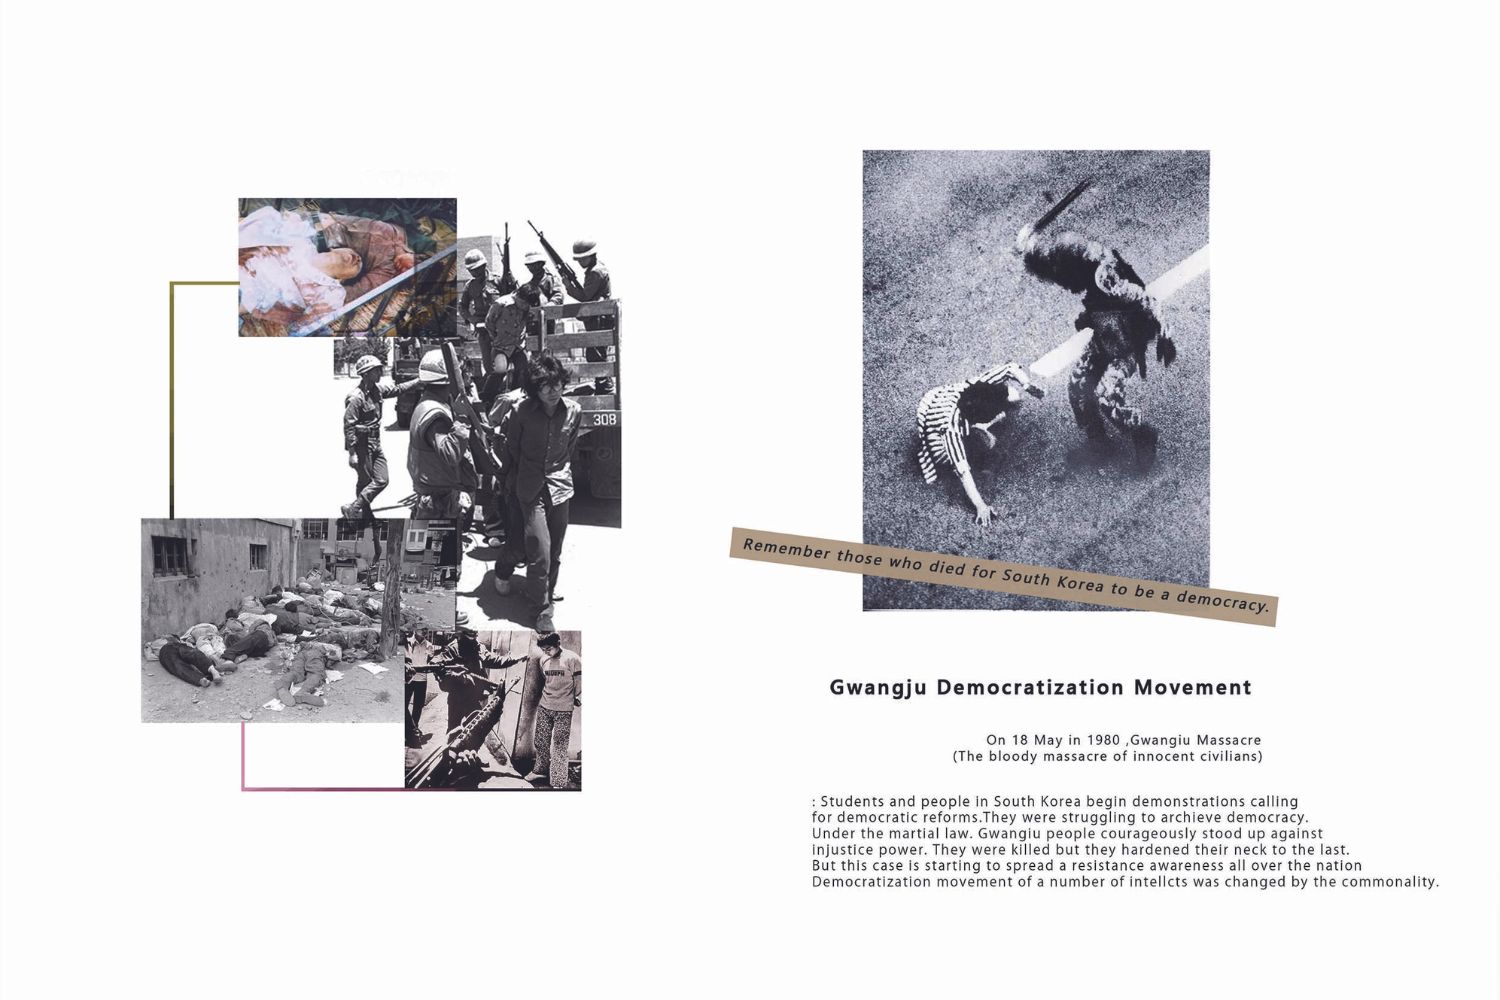 308
Remember those who died for South Korea to be a democracy.
Gwangju Democratization Movement
On 18 May in 1980 ,Gwangiu Massacre
(The bloody massacre of innocent civilians)
: Students and people in South Korea begin demonstrations calling
for democratic reforms.They were struggling to archieve democracy.
Under the martial law. Gwangiu people courageously stood up against
injustice power. They were killed but they hardened their neck to the last.
But this case is starting to spread a resistance awareness all over the nation
Democratization movement of a number of intellcts was changed by the commonality.